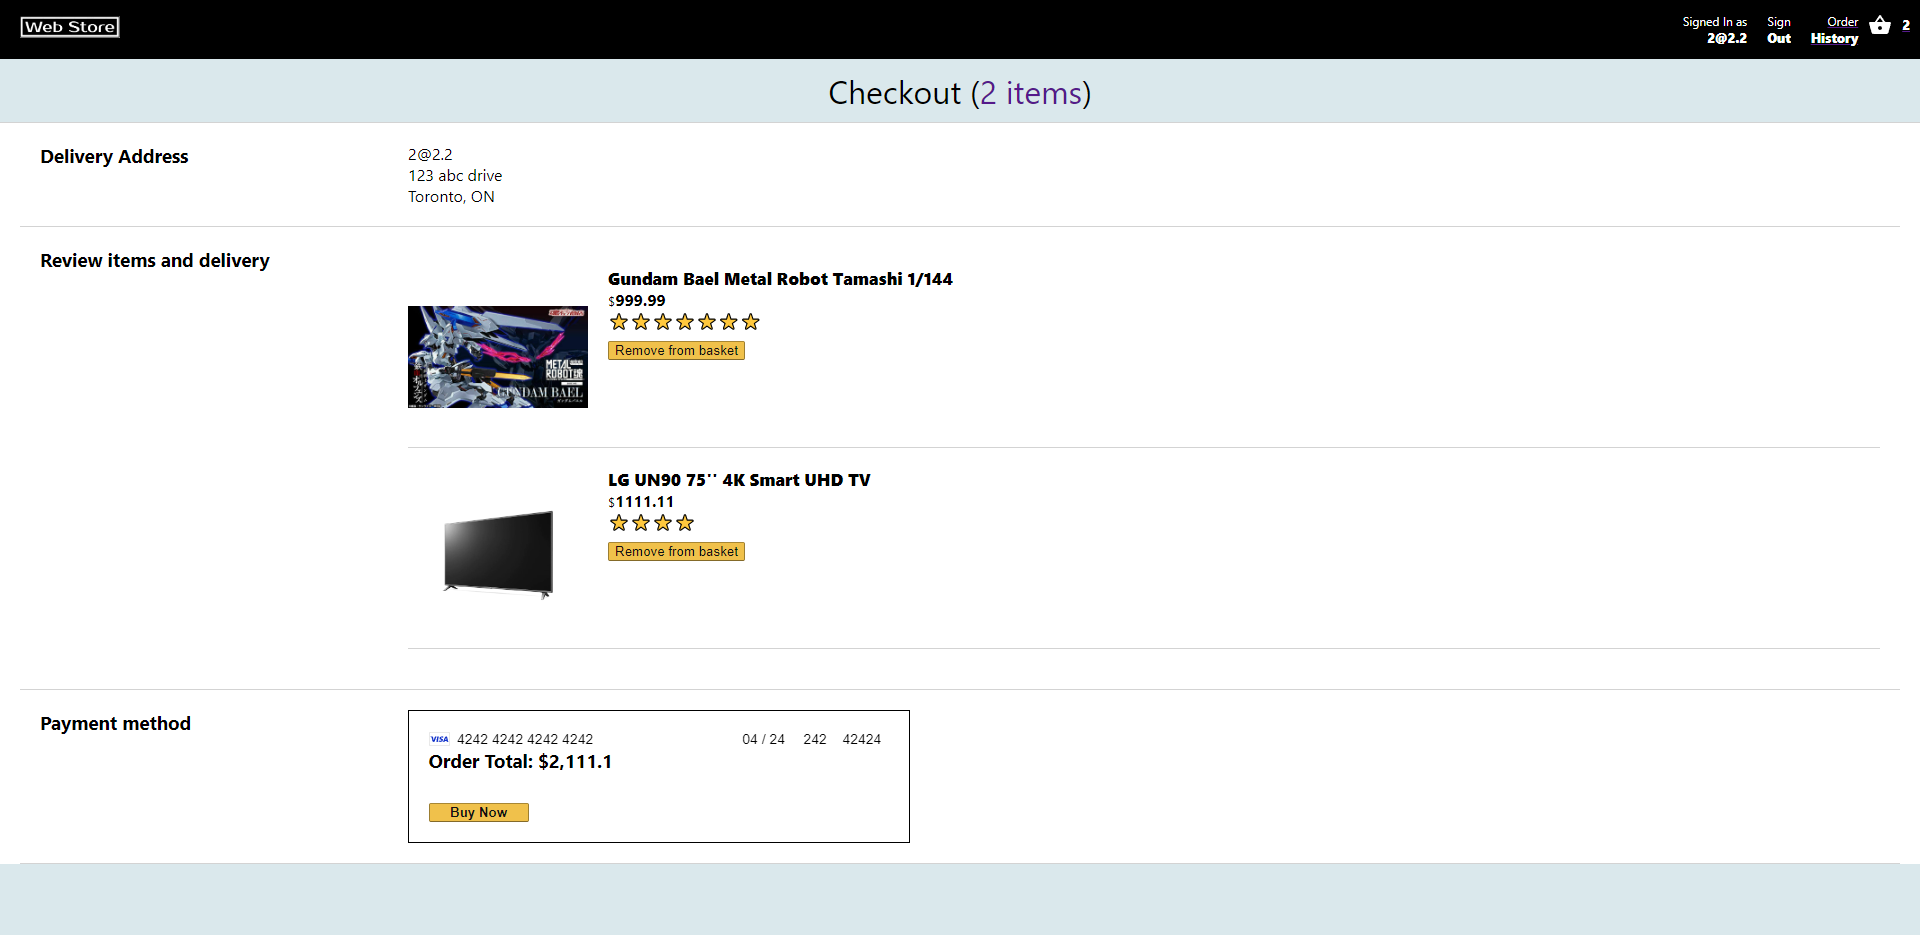 Web Store
Signed In as
2@2.2
Sign
Out
Order
History
2
Checkout (2 items)
Delivery Address
2@2.2
123 abc drive
Toronto, ON
Review items and delivery
Gundam Bael Metal Robot Tamashi 1/144
$999.99
Remove from basket
METAL
ROBOT魂
GUNDAM BAEL
LG UN90 75'' 4K Smart UHD TV
$1111.11
Remove from basket
Payment method
VISA 4242 4242 4242 4242 04 / 24 242 42424
Order Total: $2,111.1
Buy Now